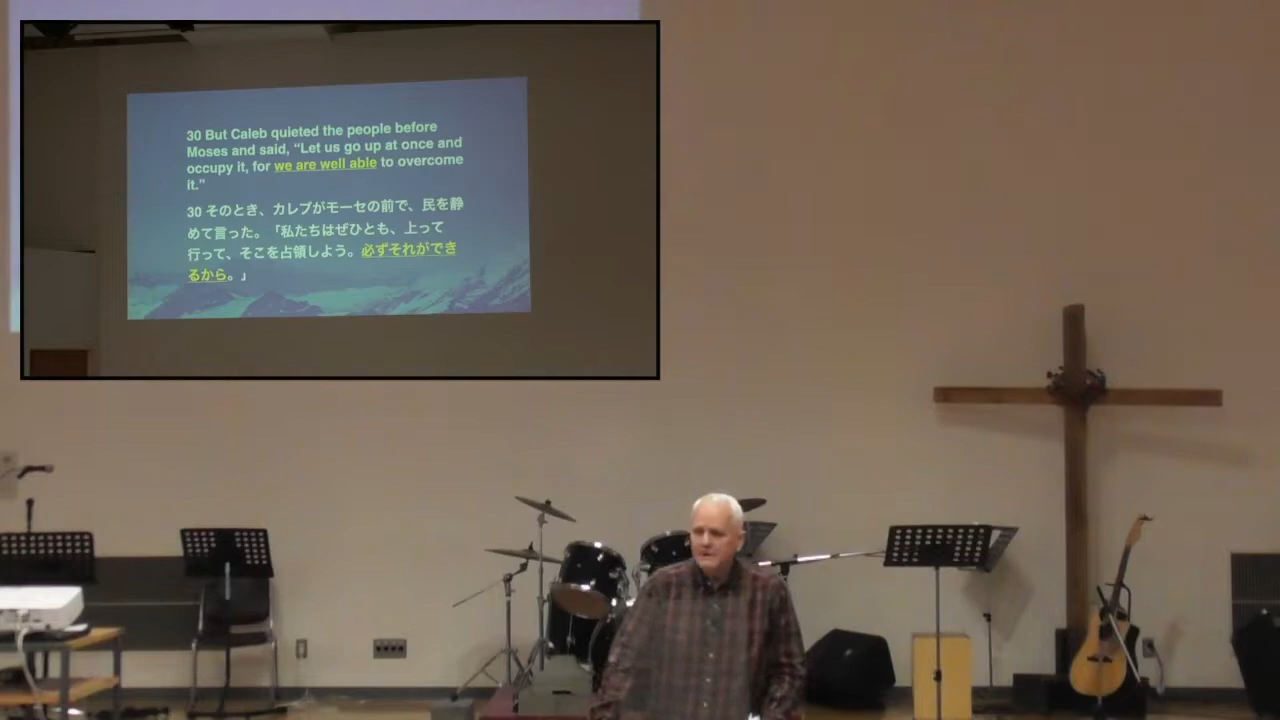 30 But Caleb quieted the people before
Moses and said, “Let us go up at once and
occupy it, for we are well able to overcome
it.”
30 そのとき、カレブがモーセの前で、民を静
めて言った。「私たちはぜひとも、上って
行って、そこを占領しよう。必ずそれができ
るから。」